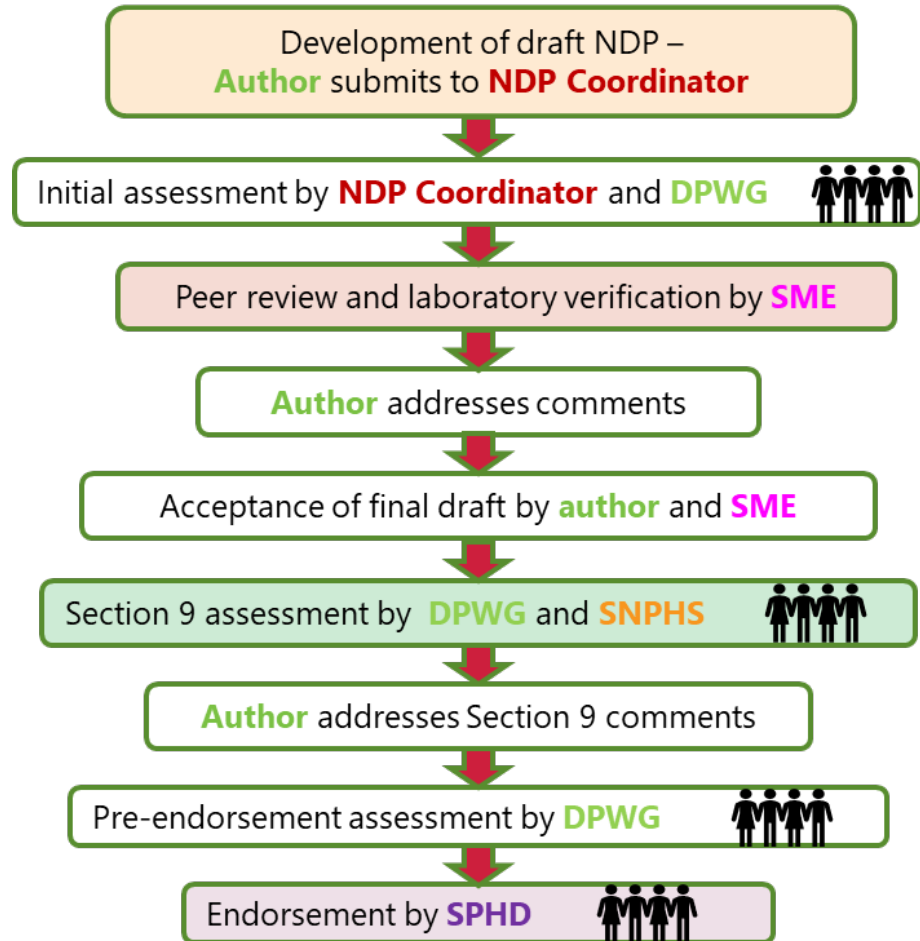 Development of draft NDP –
Author submits to NDP Coordinator
Initial assessment by NDP Coordinator and DPWG
Peer review and laboratory verification by SME
Author addresses comments
Acceptance of final draft by author and SME
Section 9 assessment by DPWG and SNPHS
Author addresses Section 9 comments
Pre-endorsement assessment by DPWG
Endorsement by SPHD